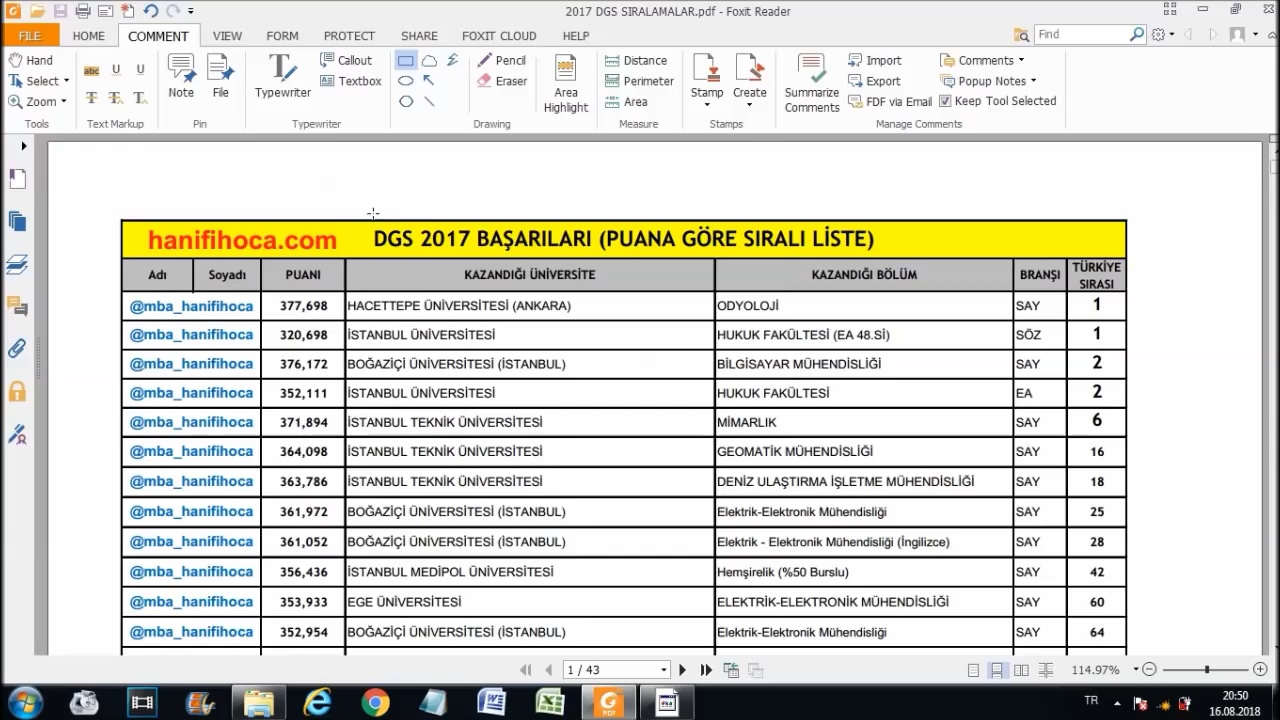 2017 DGS SIRALAMALAR.pdf - Foxit Reader
FILE HOME COMMENT VIEW FORM PROTECT SHARE FOXIT CLOUD HELP Find
Hand Select Zoom Tools
abc U U T T T Text Markup
Note File Pin
Typewriter Callout Textbox Typewriter
Pencil Eraser Area Highlight Drawing
Distance Perimeter Area Measure
Stamp Create Stamps
Summarize Comments Import Export FDF via Email Comments Popup Notes Keep Tool Selected Manage Comments
hanifihoca.com DGS 2017 BAŞARILARI (PUANA GÖRE SIRALI LİSTE)
Adı Soyadı PUANI KAZANDIĞI ÜNİVERSİTE KAZANDIĞI BÖLÜM BRANŞI TÜRKİYE SIRASI
@mba_hanifihoca 377,698 HACETTEPE ÜNİVERSİTESİ (ANKARA) ODYOLOJİ SAY 1
@mba_hanifihoca 320,698 İSTANBUL ÜNİVERSİTESİ HUKUK FAKÜLTESİ (EA 48.Sİ) SÖZ 1
@mba_hanifihoca 376,172 BOĞAZİÇİ ÜNİVERSİTESİ (İSTANBUL) BİLGİSAYAR MÜHENDİSLİĞİ SAY 2
@mba_hanifihoca 352,111 İSTANBUL ÜNİVERSİTESİ HUKUK FAKÜLTESİ EA 2
@mba_hanifihoca 371,894 İSTANBUL TEKNİK ÜNİVERSİTESİ MİMARLIK SAY 6
@mba_hanifihoca 364,098 İSTANBUL TEKNİK ÜNİVERSİTESİ GEOMATİK MÜHENDİSLİĞİ SAY 16
@mba_hanifihoca 363,786 İSTANBUL TEKNİK ÜNİVERSİTESİ DENİZ ULAŞTIRMA İŞLETME MÜHENDİSLİĞİ SAY 18
@mba_hanifihoca 361,972 BOĞAZİÇİ ÜNİVERSİTESİ (İSTANBUL) Elektrik-Elektronik Mühendisliği SAY 25
@mba_hanifihoca 361,052 BOĞAZİÇİ ÜNİVERSİTESİ (İSTANBUL) Elektrik - Elektronik Mühendisliği (İngilizce) SAY 28
@mba_hanifihoca 356,436 İSTANBUL MEDİPOL ÜNİVERSİTESİ Hemşirelik (%50 Burslu) SAY 42
@mba_hanifihoca 353,933 EGE ÜNİVERSİTESİ ELEKTRİK-ELEKTRONİK MÜHENDİSLİĞİ SAY 60
@mba_hanifihoca 352,954 BOĞAZİÇİ ÜNİVERSİTESİ (İSTANBUL) Elektrik-Elektronik Mühendisliği SAY 64
1 / 43 114.97%
TR 20:50
16.08.2018